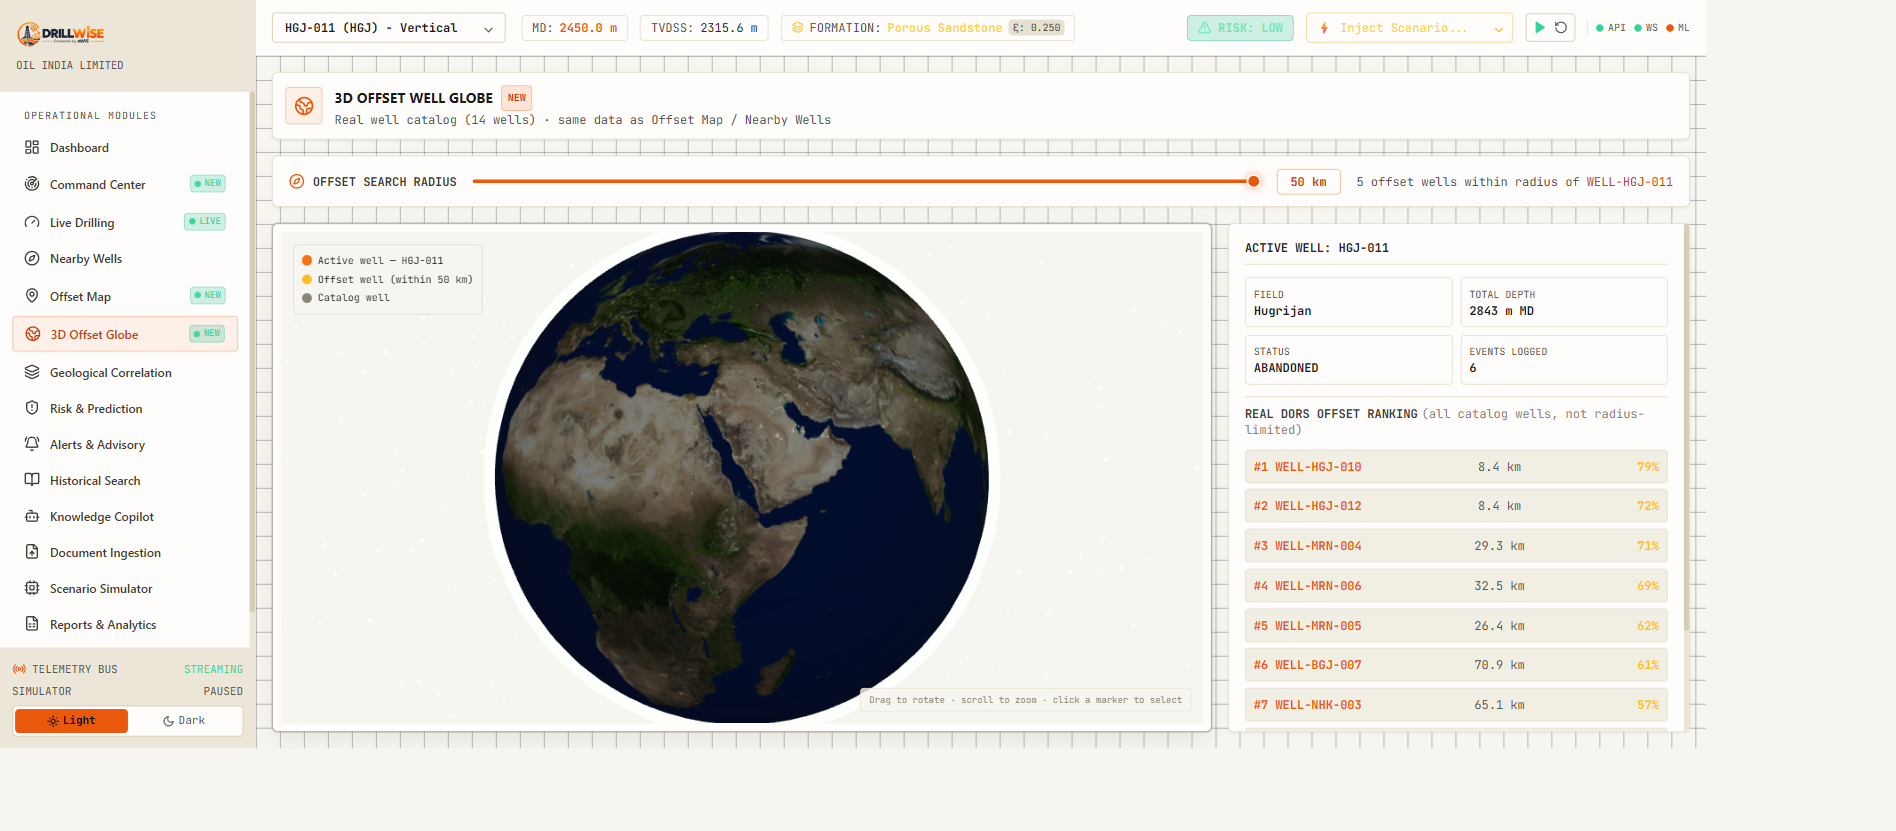 DRILLWISE
Powered by eWIS
OIL INDIA LIMITED
OPERATIONAL MODULES
Dashboard
Command Center
NEW
Live Drilling
LIVE
Nearby Wells
Offset Map
NEW
3D Offset Globe
NEW
Geological Correlation
Risk & Prediction
Alerts & Advisory
Historical Search
Knowledge Copilot
Document Ingestion
Scenario Simulator
Reports & Analytics
TELEMETRY BUS
STREAMING
SIMULATOR
PAUSED
Light
Dark
HGJ-011 (HGJ) - Vertical
MD: 2450.0 m
TVDSS: 2315.6 m
FORMATION: Porous Sandstone ξ: 0.250
RISK: LOW
Inject Scenario...
API
WS
ML
3D OFFSET WELL GLOBE
NEW
Real well catalog (14 wells) · same data as Offset Map / Nearby Wells
OFFSET SEARCH RADIUS
50 km
5 offset wells within radius of WELL-HGJ-011
Active well — HGJ-011
Offset well (within 50 km)
Catalog well
Drag to rotate · scroll to zoom · click a marker to select
ACTIVE WELL: HGJ-011
FIELD
Hugrijan
TOTAL DEPTH
2843 m MD
STATUS
ABANDONED
EVENTS LOGGED
6
REAL DORS OFFSET RANKING (all catalog wells, not radius-
limited)
#1 WELL-HGJ-010 8.4 km 79%
#2 WELL-HGJ-012 8.4 km 72%
#3 WELL-MRN-004 29.3 km 71%
#4 WELL-MRN-006 32.5 km 69%
#5 WELL-MRN-005 26.4 km 62%
#6 WELL-BGJ-007 70.9 km 61%
#7 WELL-NHK-003 65.1 km 57%